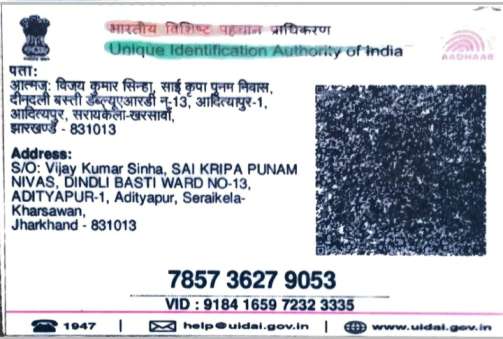 भारतीय विशिष्ट पहचान प्राधिकरण
Unique Identification Authority of India
AADHAAR
पता:
आत्मज: विजय कुमार सिन्हा, साई कृपा पुनम निवास,
दीनदली बस्ती डब्ल्यूआरडी न-13, आदित्यपुर-1,
आदित्यपुर, सरायकेला-खरसावाँ,
झारखण्ड - 831013
Address:
S/O: Vijay Kumar Sinha, SAI KRIPA PUNAM
NIVAS, DINDLI BASTI WARD NO-13,
ADITYAPUR-1, Adityapur, Seraikela-
Kharsawan,
Jharkhand - 831013
7857 3627 9053
VID : 9184 1659 7232 3335
1947 | help@uidai.gov.in | www.uidai.gov.in